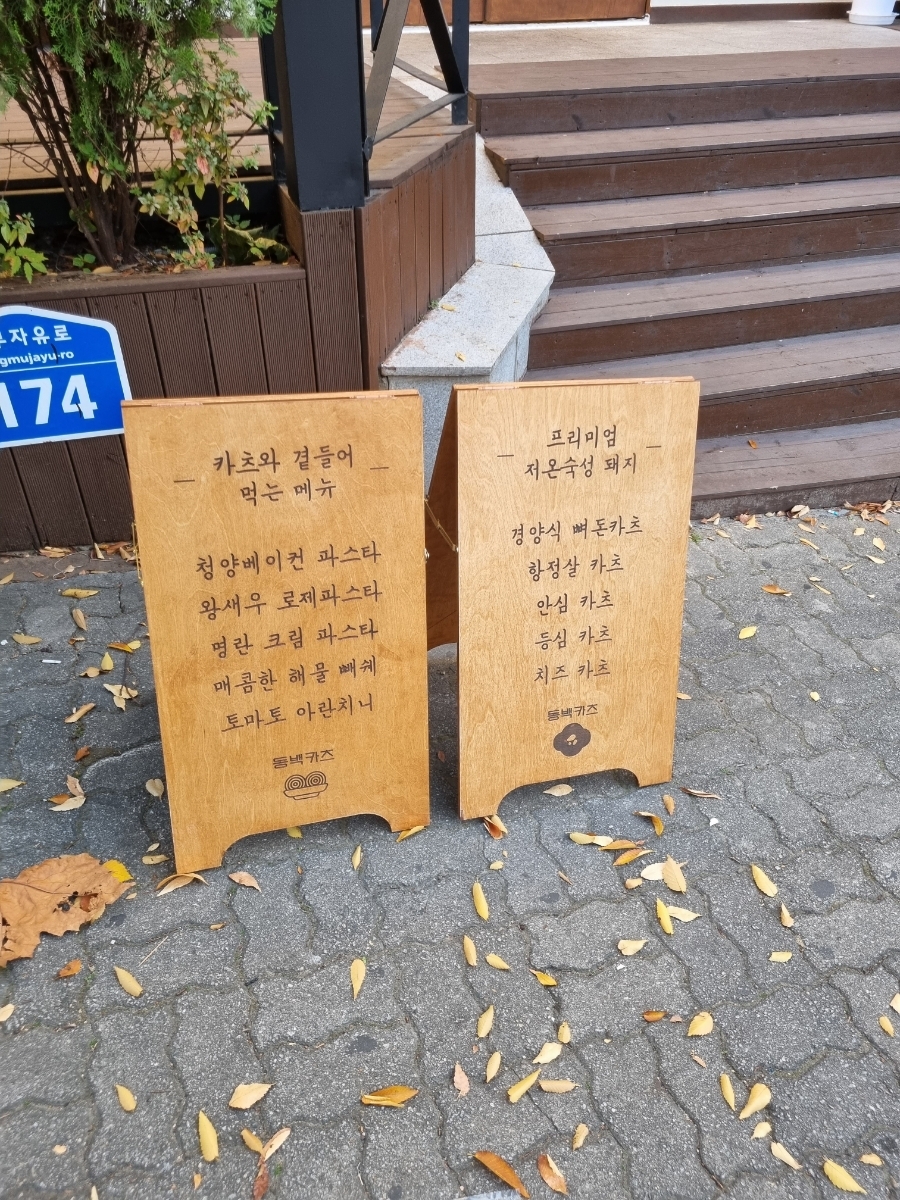 자유로
gmujayu-ro
174
카츠와 곁들어
먹는 메뉴
청양베이컨 파스타
왕새우 로제파스타
명란 크림 파스타
매콤한 해물 빼쉐
토마토 아란치니
동백카츠
프리미엄
저온숙성 돼지
경양식 뼈돈카츠
항정살 카츠
안심 카츠
등심 카츠
치즈 카츠
동백카츠